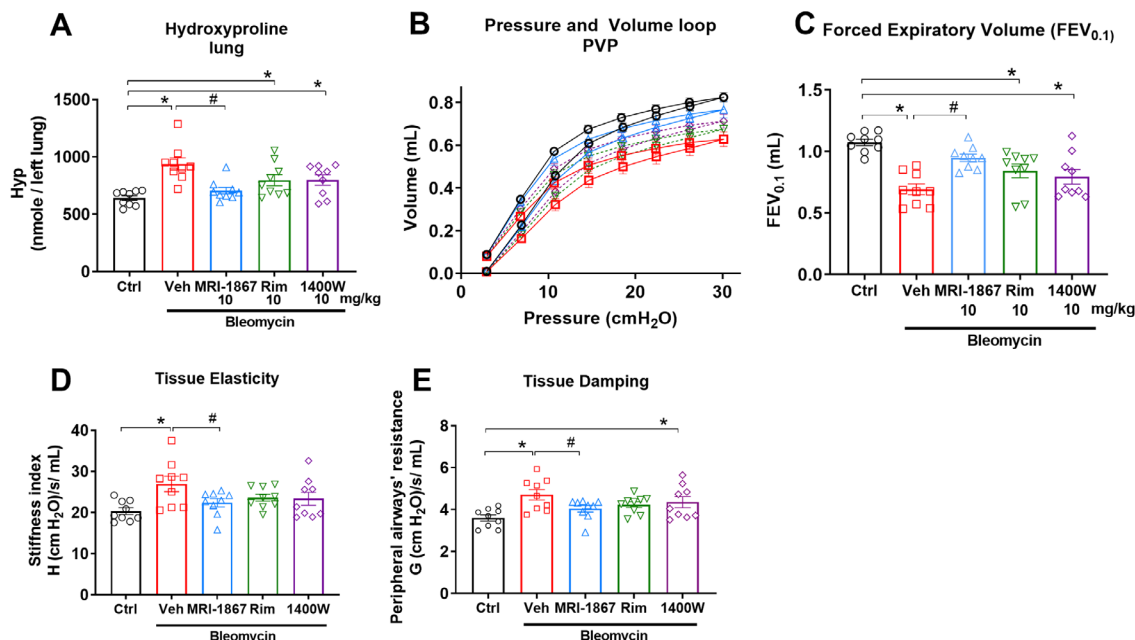 A
Hydroxyproline
lung
*
*
*
#
Hyp
(nmole / left lung)
1500
1000
500
0
Ctrl
Veh MRI-1867 Rim 1400W
10 10 10 mg/kg
Bleomycin
B
Pressure and Volume loop
PVP
Volume (mL)
0.8
0.6
0.4
0.2
0.0
0 10 20 30
Pressure (cmH2O)
C
Forced Expiratory Volume (FEV0.1)
*
*
*
#
FEV0.1 (mL)
1.5
1.0
0.5
0.0
Ctrl Veh MRI-1867 Rim 1400W
10 10 10 mg/kg
Bleomycin
D
Tissue Elasticity
*
#
Stiffness index
H (cm H2O)/s/ mL)
40
30
20
10
0
Ctrl Veh MRI-1867 Rim 1400W
Bleomycin
E
Tissue Damping
*
*
#
Peripheral airways' resistance
G (cm H2O)/s/ mL)
8
6
4
2
0
Ctrl Veh MRI-1867 Rim 1400W
Bleomycin